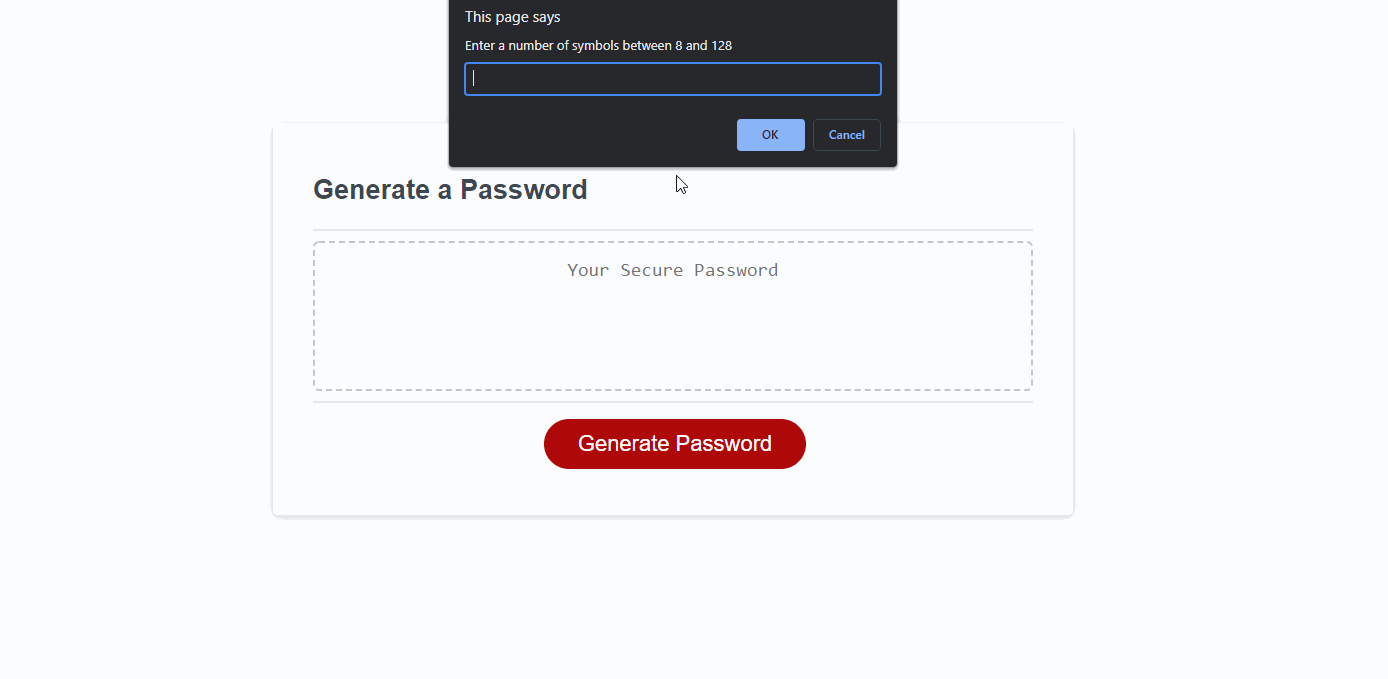 This page says
Enter a number of symbols between 8 and 128
OK Cancel
Generate a Password
Your Secure Password
Generate Password